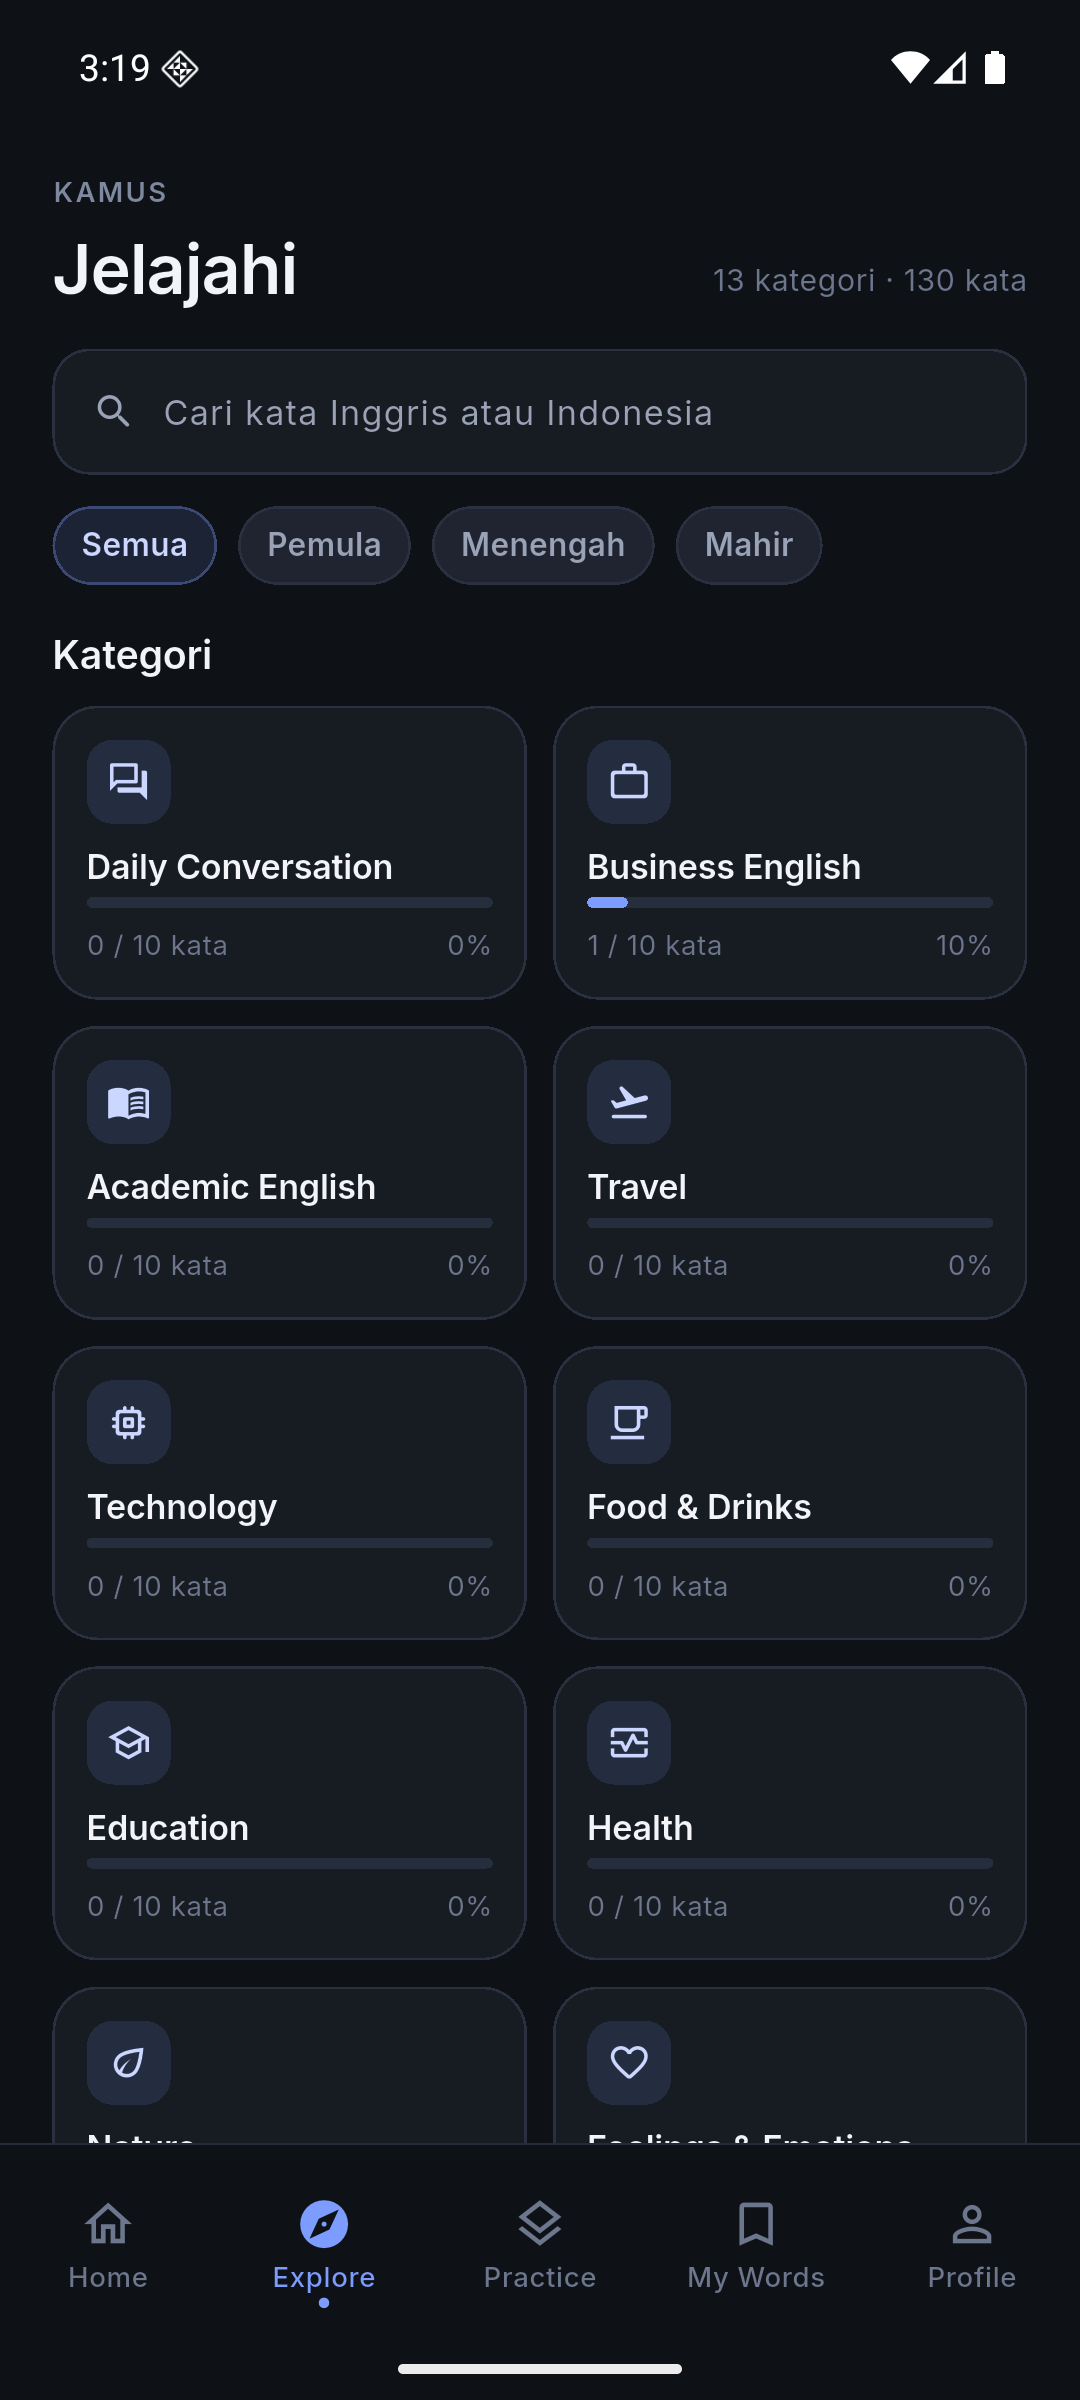 3:19
KAMUS
Jelajahi
13 kategori · 130 kata
Cari kata Inggris atau Indonesia
Semua
Pemula
Menengah
Mahir
Kategori
Daily Conversation
0 / 10 kata
0%
Business English
1 / 10 kata
10%
Academic English
0 / 10 kata
0%
Travel
0 / 10 kata
0%
Technology
0 / 10 kata
0%
Food & Drinks
0 / 10 kata
0%
Education
0 / 10 kata
0%
Health
0 / 10 kata
0%
Nature
Feelings & Emotions
Home
Explore
Practice
My Words
Profile